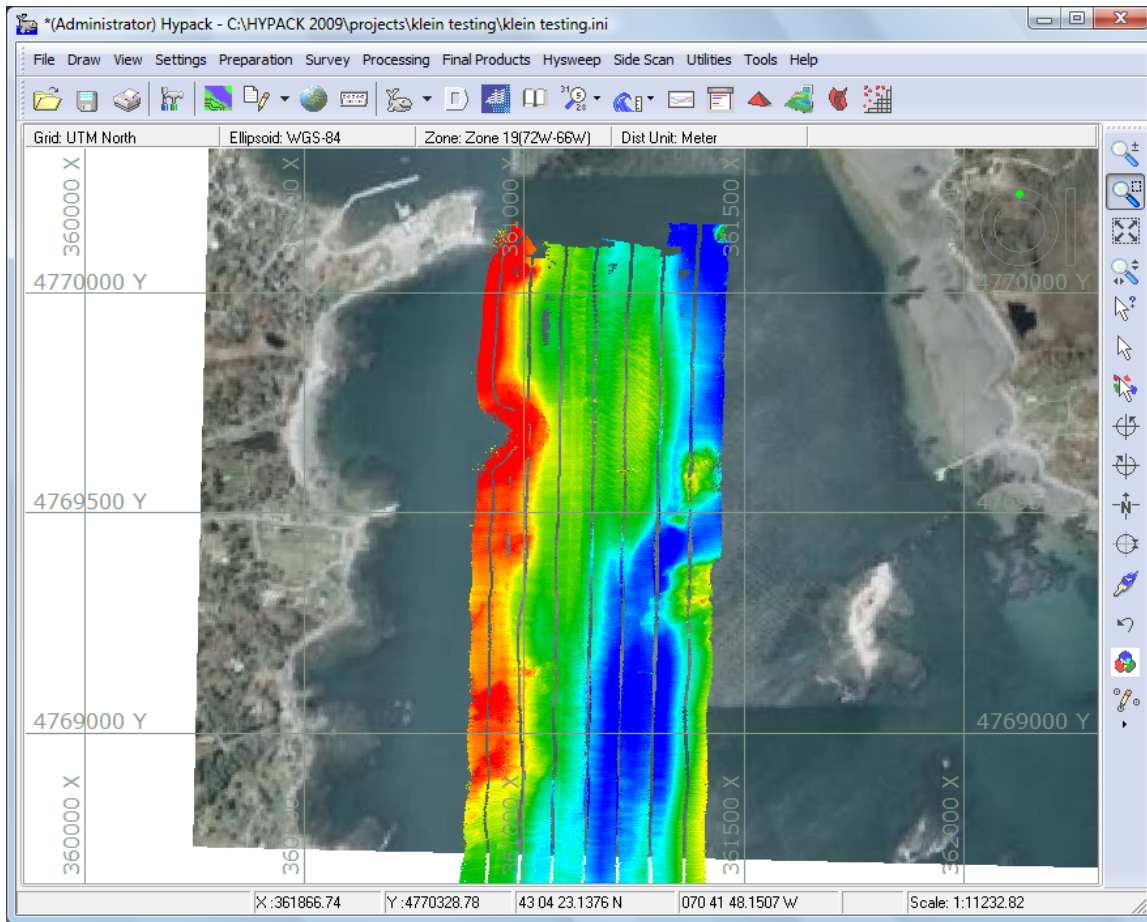 *(Administrator) Hypack - C:\HYPACK 2009\projects\klein testing\klein testing.ini
File Draw View Settings Preparation Survey Processing Final Products Hysweep Side Scan Utilities Tools Help
Grid: UTM North Ellipsoid: WGS-84 Zone: Zone 19(72W-66W) Dist Unit: Meter
360000 X
361000 X
361500 X
4770000 Y
4770000 Y
4769500 Y
4769000 Y
4769000 Y
360000 X
361000 X
361500 X
362000 X
X :361866.74 Y :4770328.78 43 04 23.1376 N 070 41 48.1507 W Scale: 1:11232.82